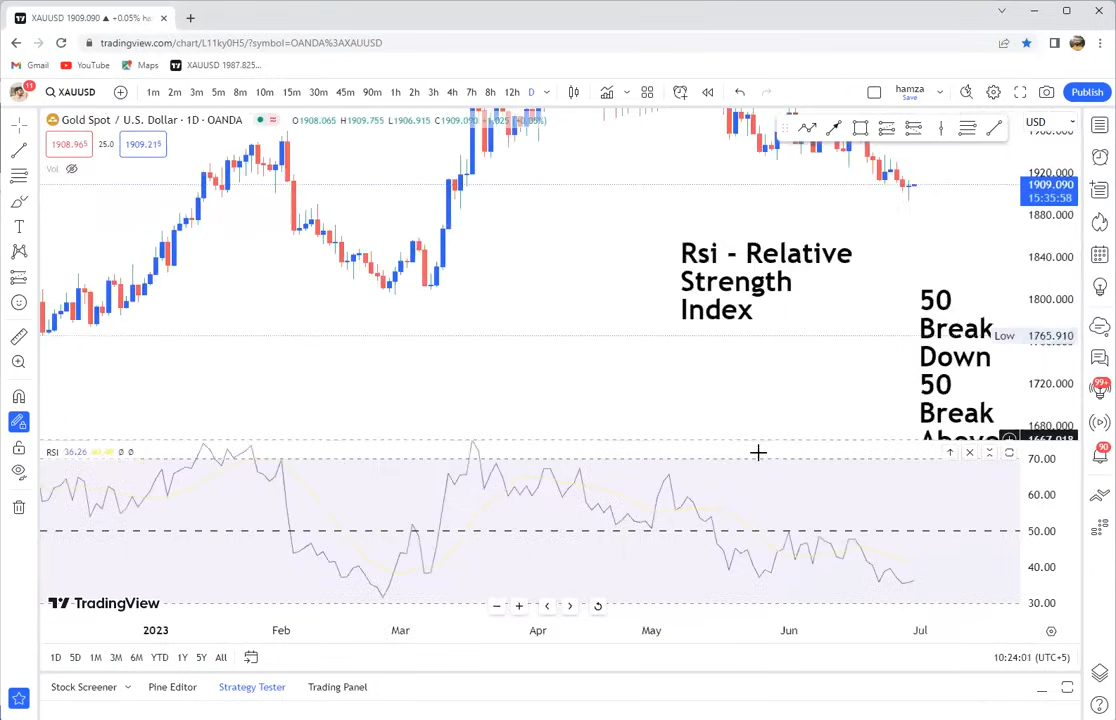 XAUUSD 1909.090 ▲ +0.05%
tradingview.com/chart/L11ky0H5/?symbol=OANDA%3AXAUUSD
Gmail YouTube Maps XAUUSD 1987.825...
11 XAUUSD 1m 2m 3m 5m 8m 10m 15m 30m 45m 90m 1h 2h 3h 4h 7h 8h 12h D hamza Save Publish
Gold Spot / U.S. Dollar · 1D · OANDA O1908.065 H1909.755 L1906.915 C1909.090
USD
1908.965 25.0 1909.215
Vol
1920.000
1909.090
15:35:58
1880.000
1840.000
1800.000
Low 1765.910
1720.000
1680.000
Rsi - Relative
Strength
Index
50
Break
Down
50
Break
Above
99+
90
RSI 36.26
70.00
60.00
50.00
40.00
30.00
TradingView
2023 Feb Mar Apr May Jun Jul
1D 5D 1M 3M 6M YTD 1Y 5Y All 10:24:01 (UTC+5)
Stock Screener Pine Editor Strategy Tester Trading Panel